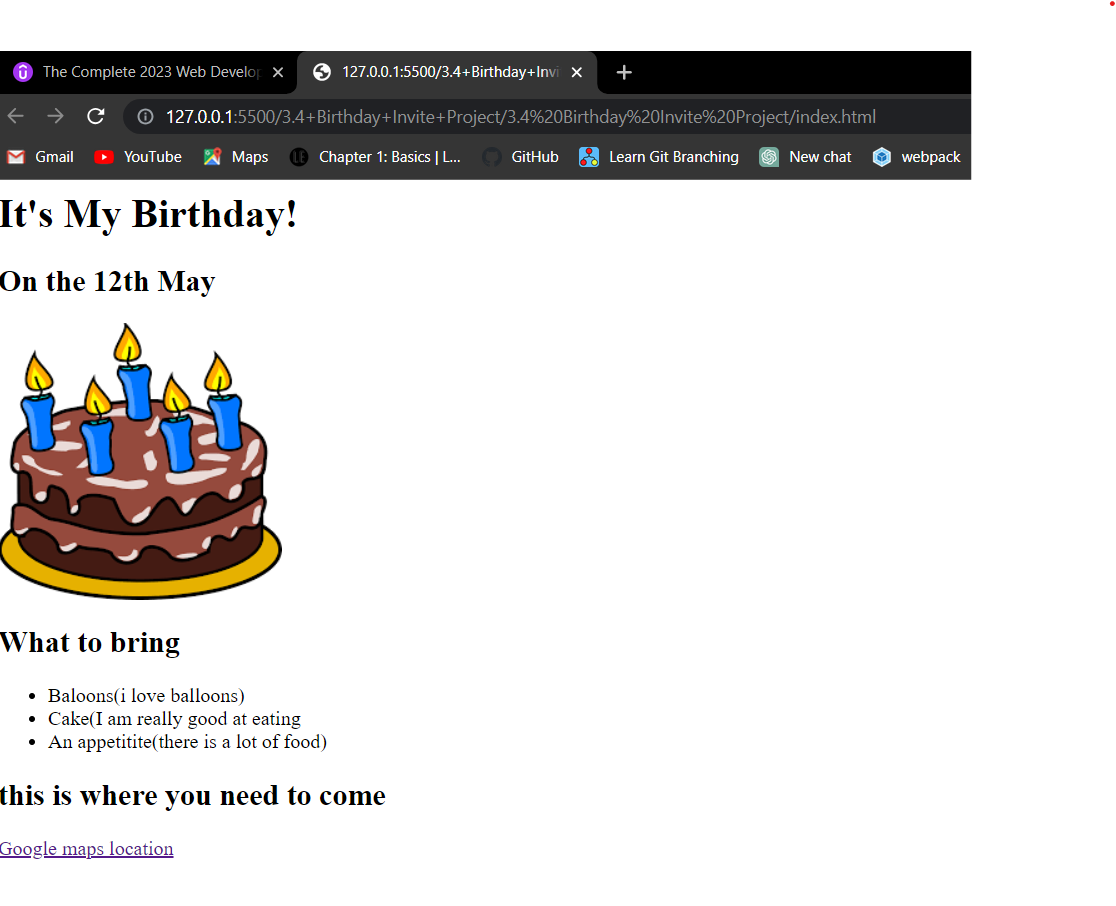 The Complete 2023 Web Develop
127.0.0.1:5500/3.4+Birthday+Invi
127.0.0.1:5500/3.4+Birthday+Invite+Project/3.4%20Birthday%20Invite%20Project/index.html
Gmail YouTube Maps LE Chapter 1: Basics | L... GitHub Learn Git Branching New chat webpack
It's My Birthday!
On the 12th May
What to bring
• Baloons(i love balloons)
• Cake(I am really good at eating
• An appetitite(there is a lot of food)
this is where you need to come
Google maps location